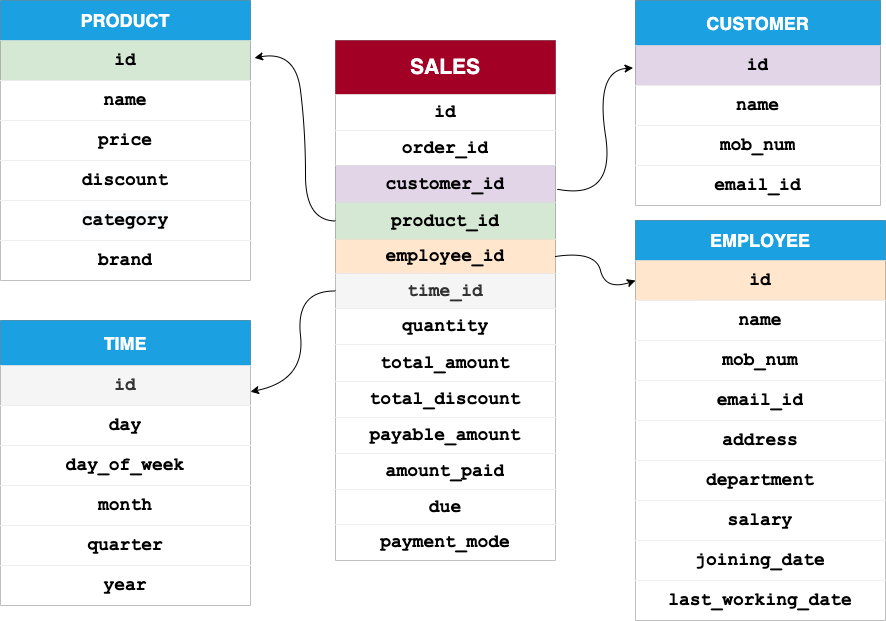 PRODUCT
id
name
price
discount
category
brand
TIME
id
day
day_of_week
month
quarter
year
SALES
id
order_id
customer_id
product_id
employee_id
time_id
quantity
total_amount
total_discount
payable_amount
amount_paid
due
payment_mode
CUSTOMER
id
name
mob_num
email_id
EMPLOYEE
id
name
mob_num
email_id
address
department
salary
joining_date
last_working_date